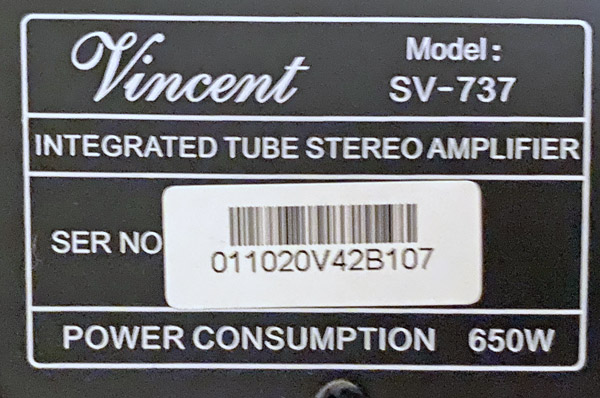 Vincent
Model:
SV-737
INTEGRATED TUBE STEREO AMPLIFIER
SER NO
011020V42B107
POWER CONSUMPTION 650W